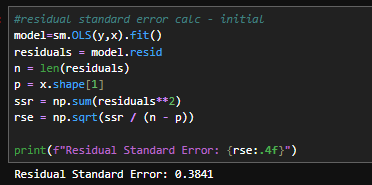 #residual standard error calc - initial
model=sm.OLS(y,x).fit()
residuals = model.resid
n = len(residuals)
p = x.shape[1]
ssr = np.sum(residuals**2)
rse = np.sqrt(ssr / (n - p))
print(f"Residual Standard Error: {rse:.4f}")
Residual Standard Error: 0.3841